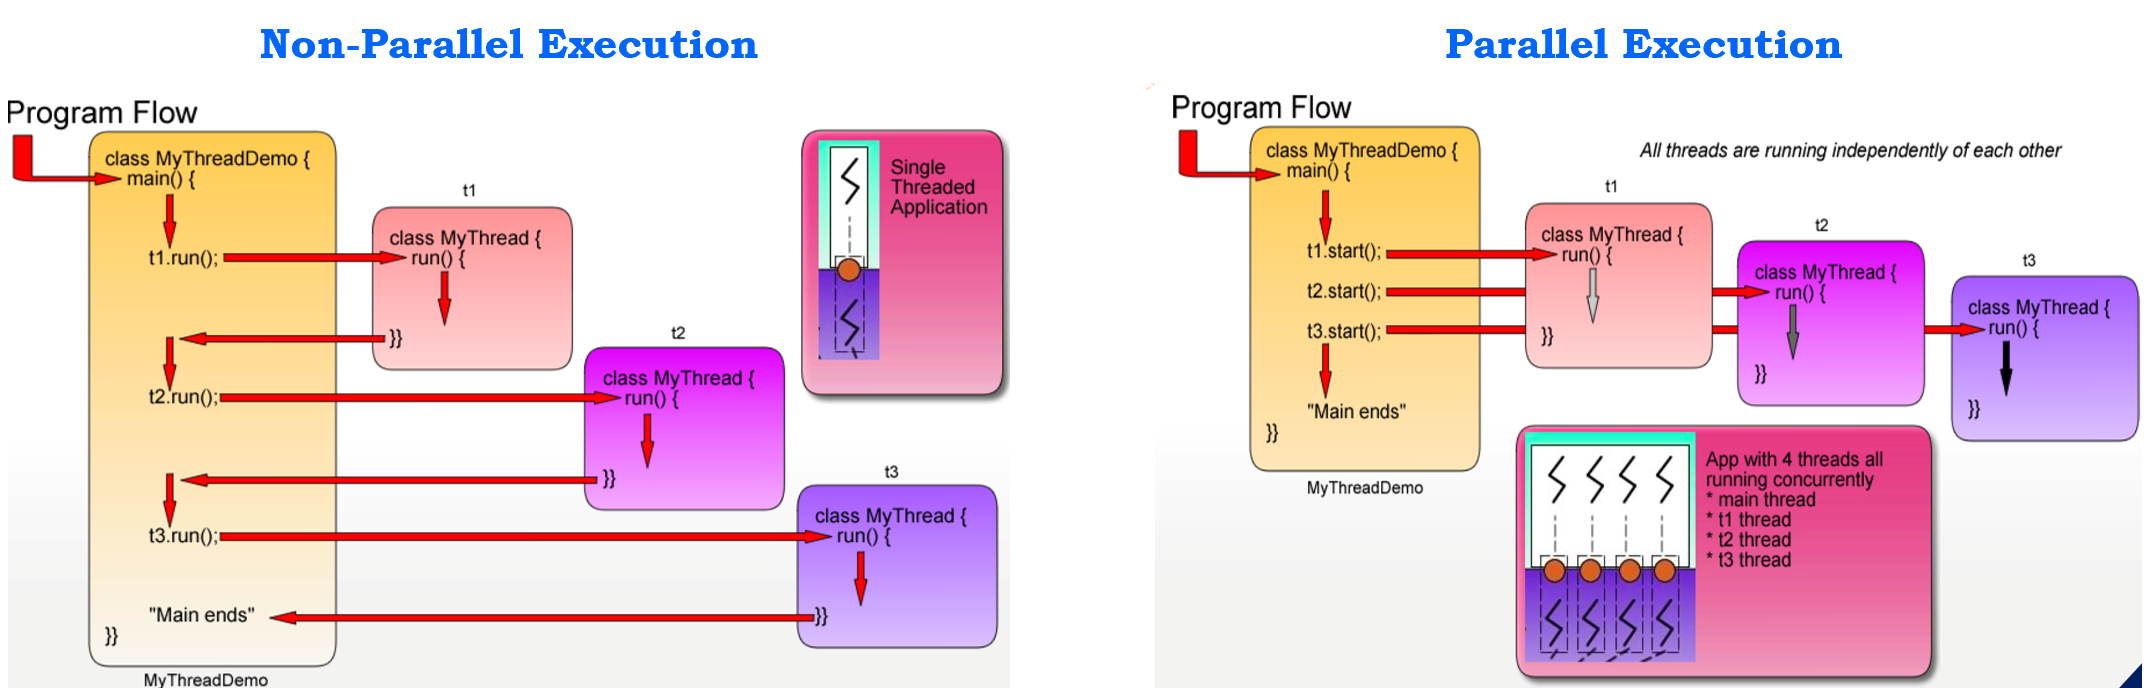 Non-Parallel Execution
Program Flow
class MyThreadDemo {
main() {
t1.run();
t2.run();
t3.run();
"Main ends"
}}
MyThreadDemo
t1
class MyThread {
run() {
}}
t2
class MyThread {
run() {
}}
t3
class MyThread {
run() {
}}
Single
Threaded
Application
Parallel Execution
Program Flow
class MyThreadDemo {
main() {
t1.start();
t2.start();
t3.start();
"Main ends"
}}
MyThreadDemo
All threads are running independently of each other
t1
class MyThread {
run() {
}}
t2
class MyThread {
run() {
}}
t3
class MyThread {
run() {
}}
App with 4 threads all
running concurrently
* main thread
* t1 thread
* t2 thread
* t3 thread